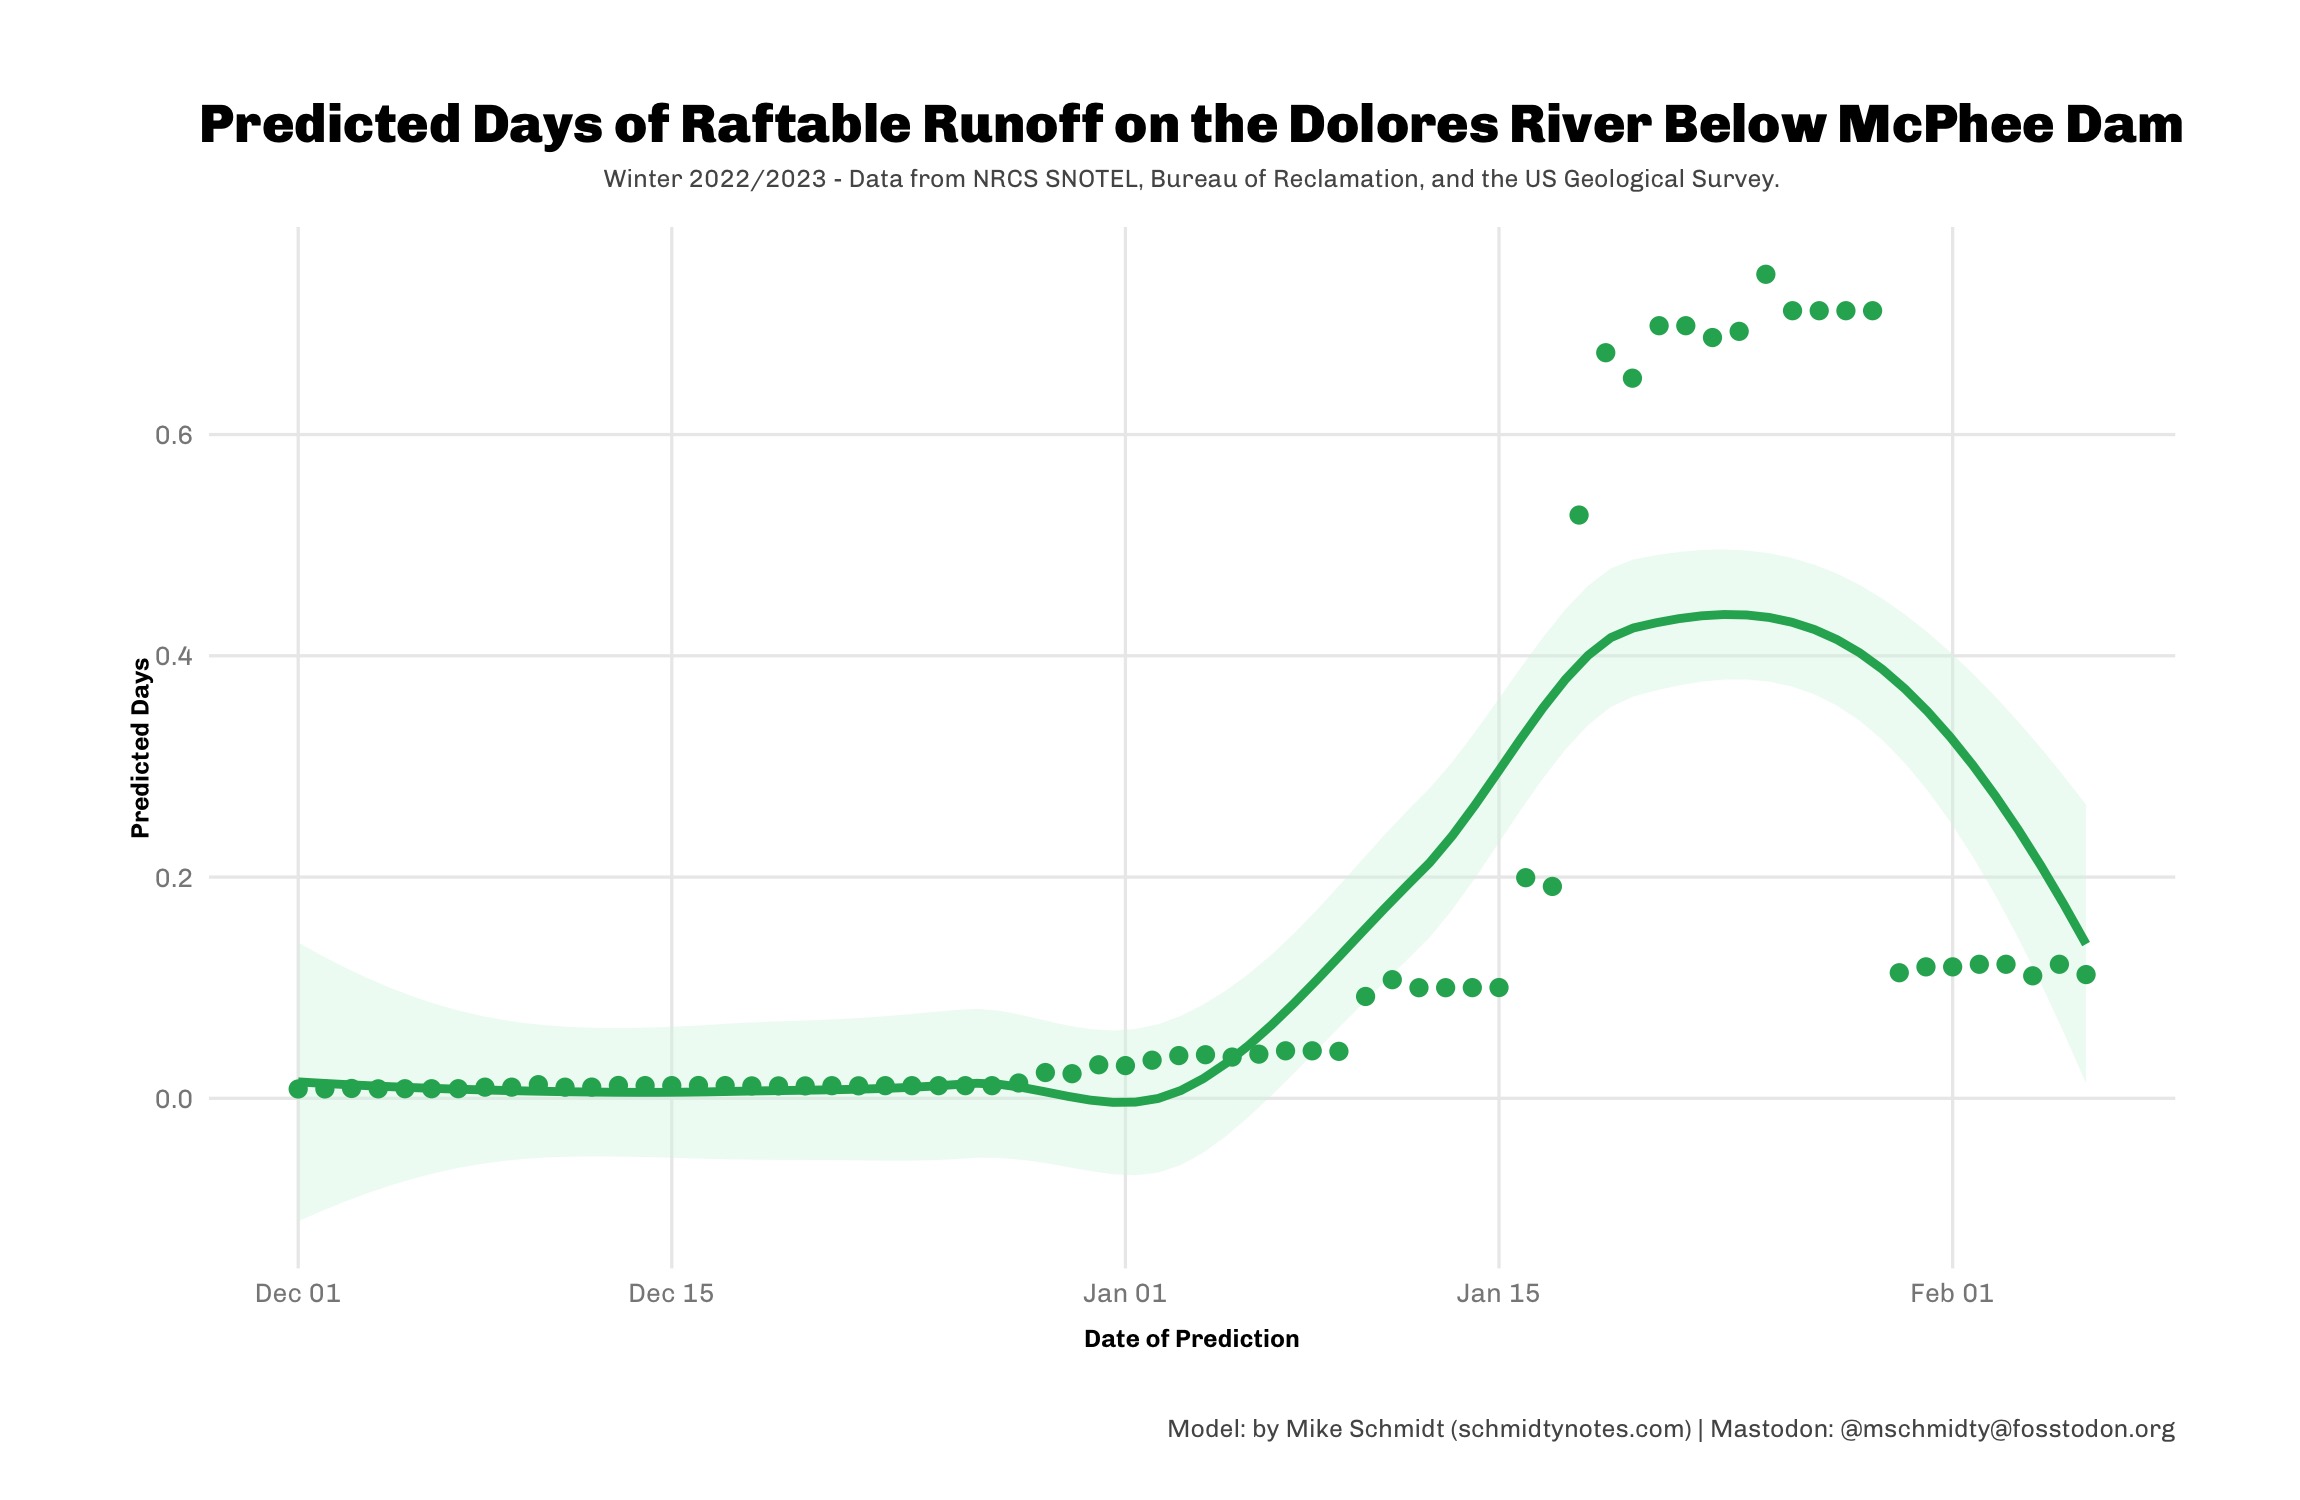 Predicted Days of Raftable Runoff on the Dolores River Below McPhee Dam
Winter 2022/2023 - Data from NRCS SNOTEL, Bureau of Reclamation, and the US Geological Survey.
Predicted Days
0.6
0.4
0.2
0.0
Dec 01
Dec 15
Jan 01
Jan 15
Feb 01
Date of Prediction
Model: by Mike Schmidt (schmidtynotes.com) | Mastodon: @mschmidty@fosstodon.org